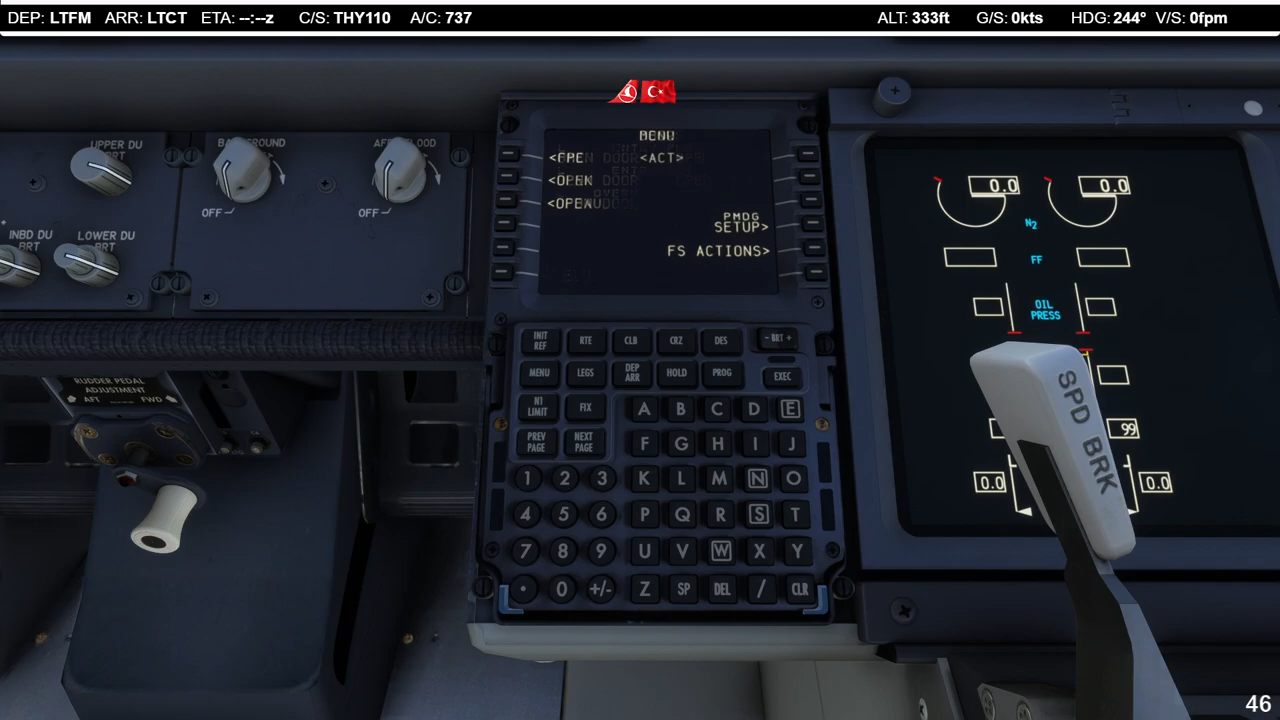 DEP: LTFM ARR: LTCT ETA: --:--z C/S: THY110 A/C: 737 ALT: 333ft G/S: 0kts HDG: 244° V/S: 0fpm
UPPER DU
BRT
OFF
OFF
INBD DU
BRT
LOWER DU
BRT
<ACT>
<OPEN
PMDG
SETUP>
FS ACTIONS>
INIT REF RTE CLB CRZ DES - BRT +
MENU LEGS DEP ARR HOLD PROG EXEC
N1 LIMIT FIX A B C D E
PREV PAGE NEXT PAGE F G H I J
1 2 3 K L M N O
4 5 6 P Q R S T
7 8 9 U V W X Y
. 0 +/- Z SP DEL / CLR
RUDDER PEDAL
ADJUSTMENT
AFT FWD
0.0 0.0
N2
FF
OIL
PRESS
99
0.0 0.0
SPD BRK
46